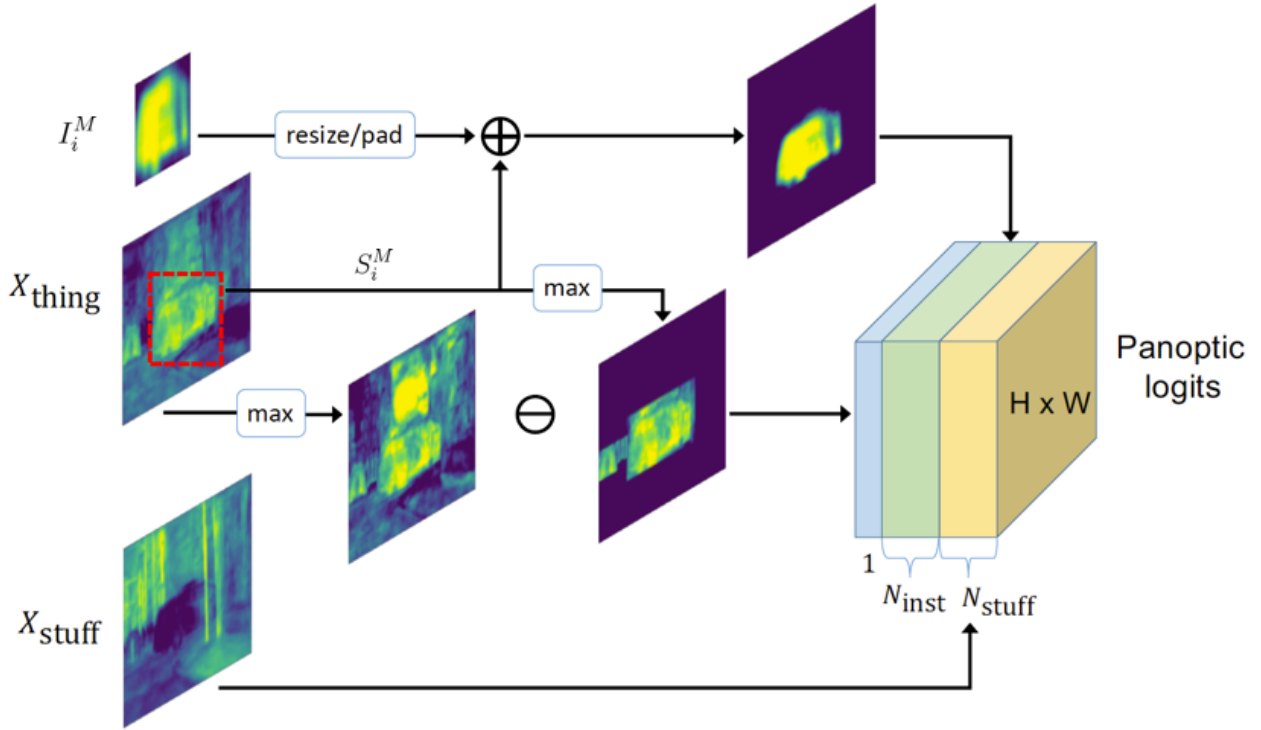 I_i^M
resize/pad
⊕
X_thing
S_i^M
max
max
⊖
X_stuff
H x W
Panoptic
logits
1
N_inst
N_stuff